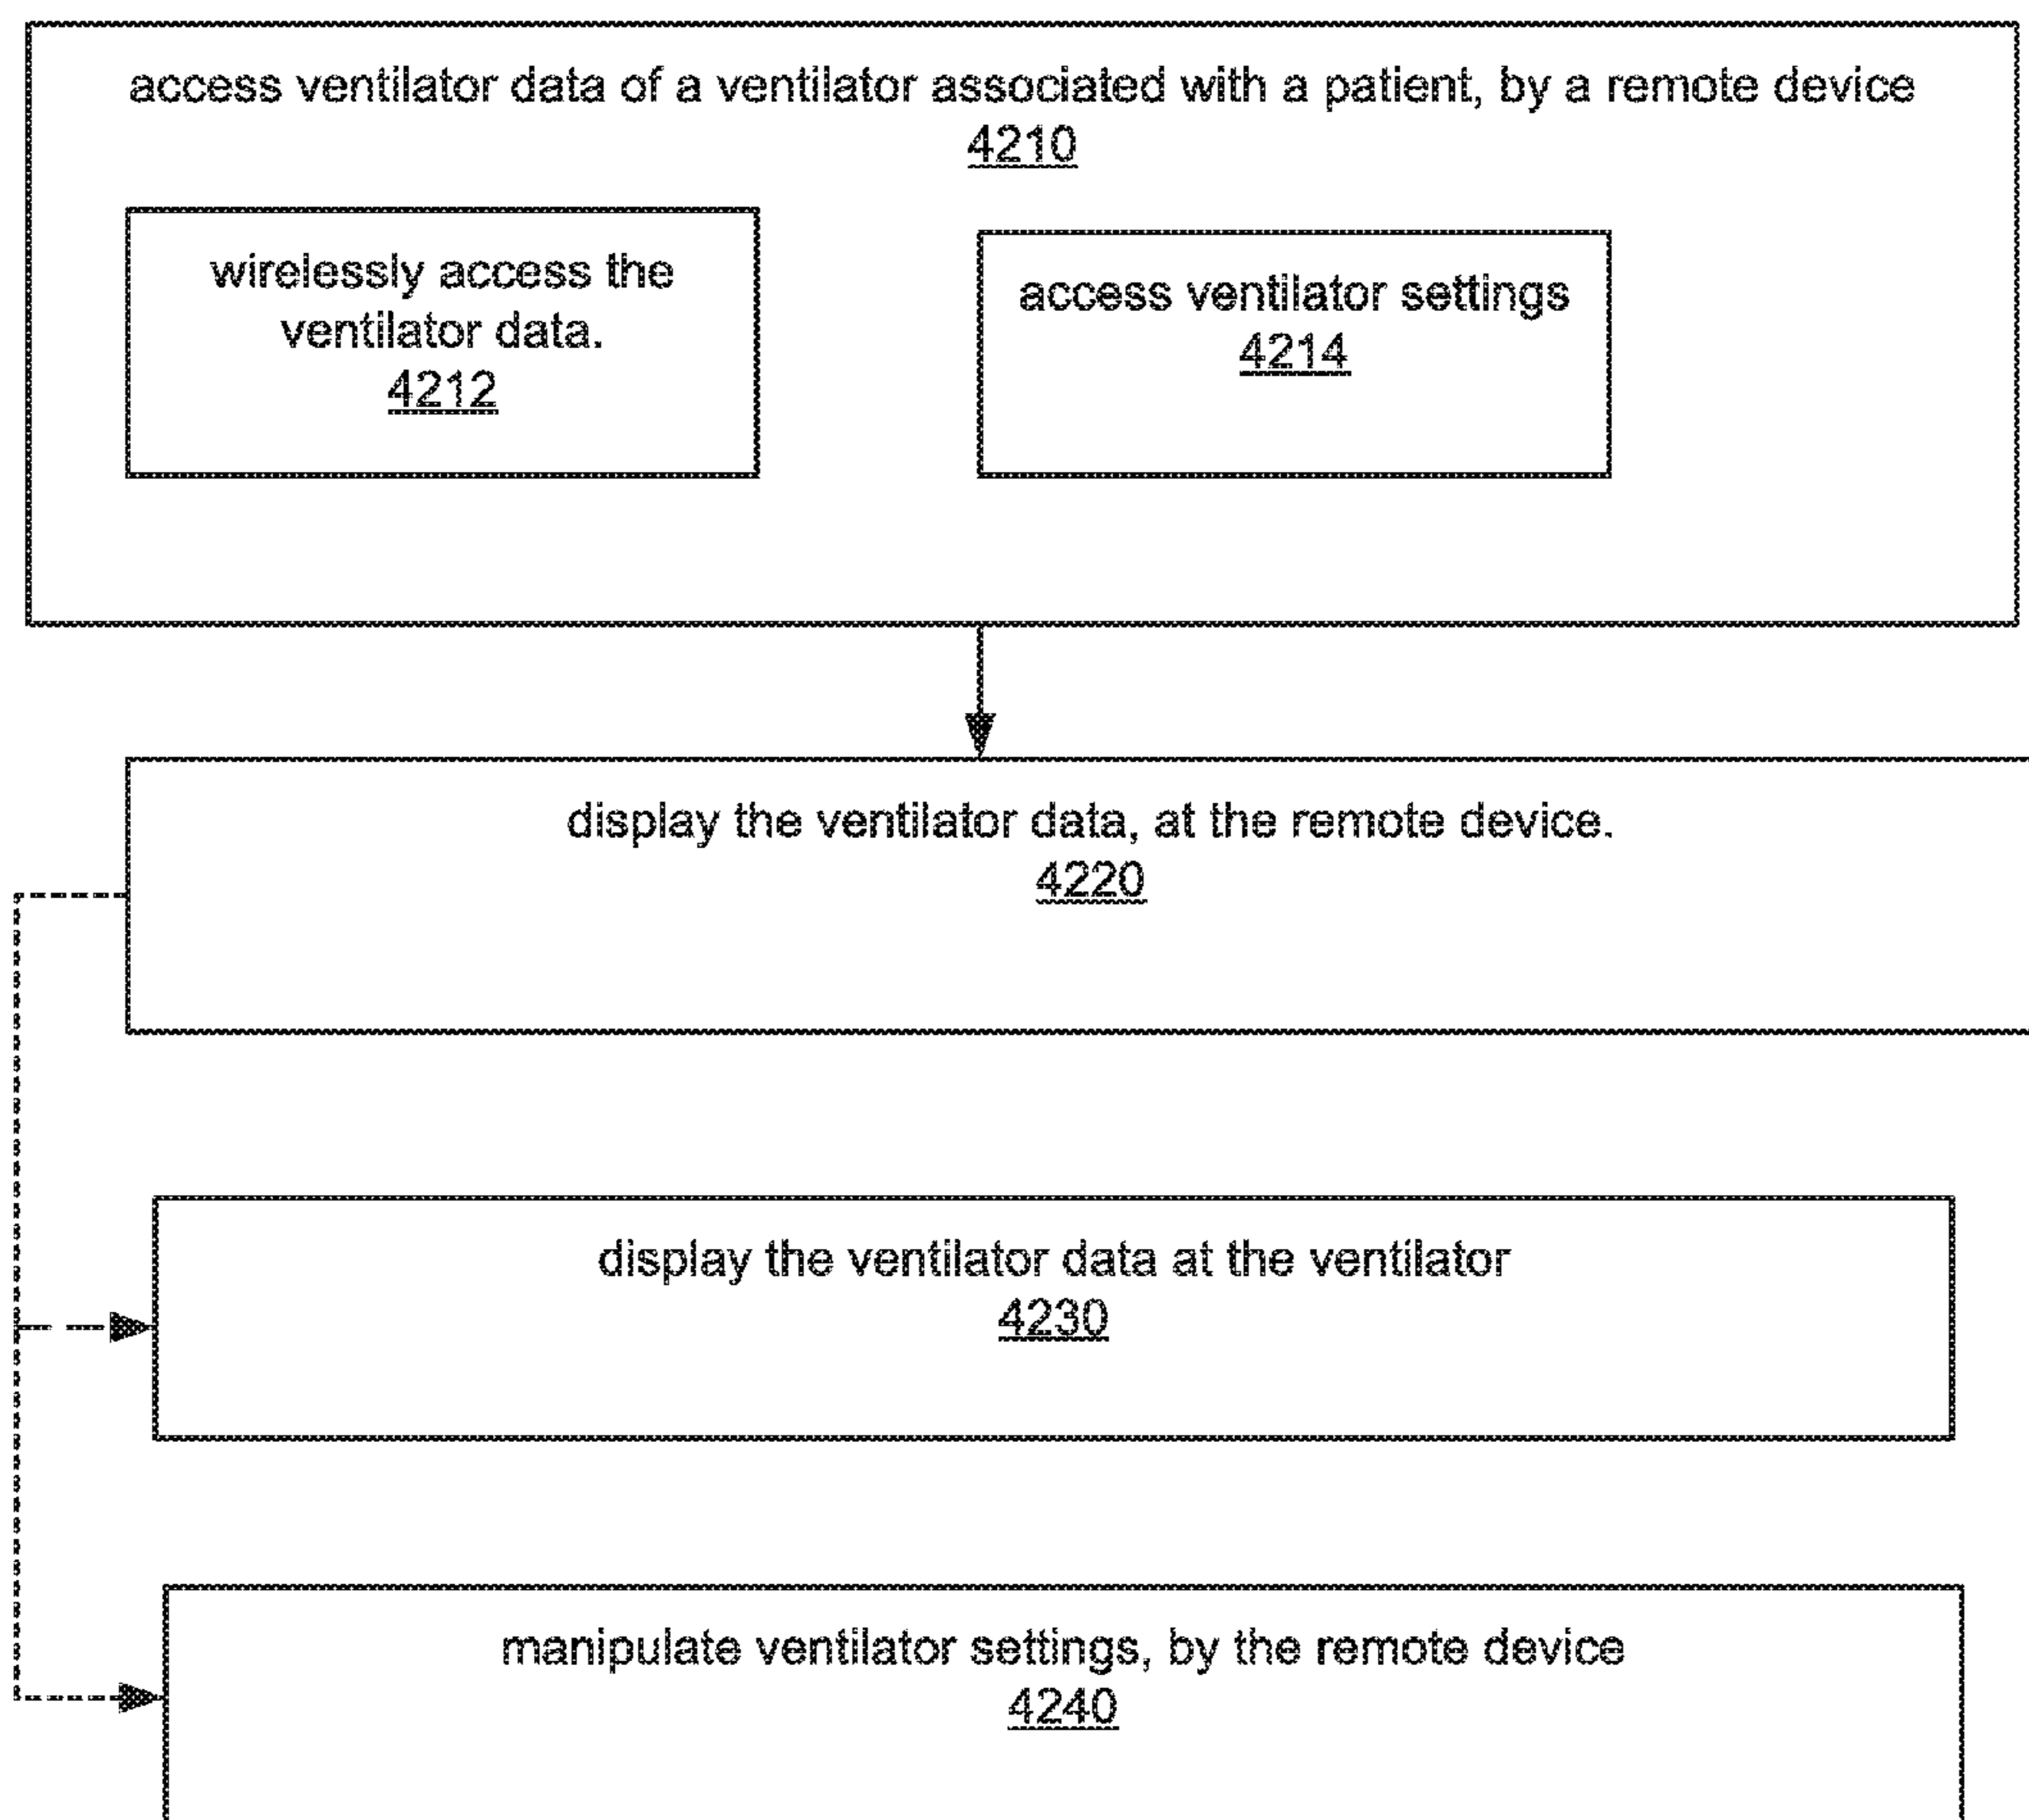 access ventilator data of a ventilator associated with a patient, by a remote device
4210
wirelessly access the
ventilator data.
4212
access ventilator settings
4214
display the ventilator data, at the remote device.
4220
display the ventilator data at the ventilator
4230
manipulate ventilator settings, by the remote device
4240